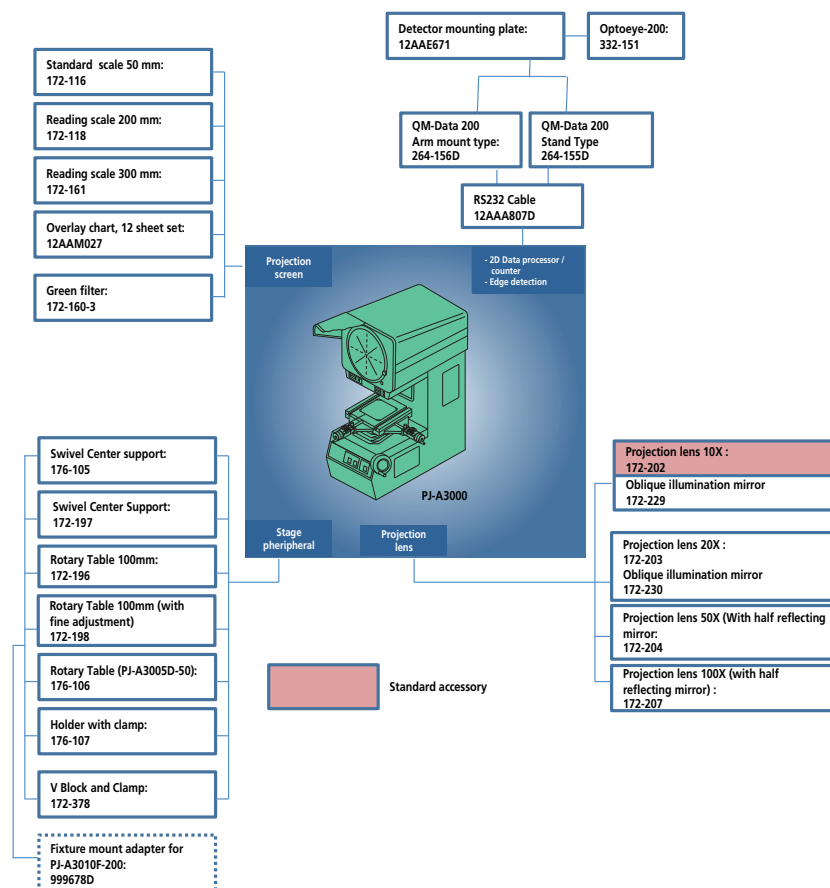 Detector mounting plate:
12AAE671
Optoeye-200:
332-151
Standard scale 50 mm:
172-116
Reading scale 200 mm:
172-118
Reading scale 300 mm:
172-161
Overlay chart, 12 sheet set:
12AAM027
Green filter:
172-160-3
QM-Data 200
Arm mount type:
264-156D
QM-Data 200
Stand Type
264-155D
RS232 Cable
12AAA807D
Projection
screen
- 2D Data processor /
counter
- Edge detection
PJ-A3000
Stage
pheripheral
Projection
lens
Swivel Center support:
176-105
Swivel Center Support:
172-197
Rotary Table 100mm:
172-196
Rotary Table 100mm (with
fine adjustment)
172-198
Rotary Table (PJ-A3005D-50):
176-106
Holder with clamp:
176-107
V Block and Clamp:
172-378
Fixture mount adapter for
PJ-A3010F-200:
999678D
Standard accessory
Projection lens 10X :
172-202
Oblique illumination mirror
172-229
Projection lens 20X :
172-203
Oblique illumination mirror
172-230
Projection lens 50X (With half reflecting
mirror:
172-204
Projection lens 100X (with half
reflecting mirror) :
172-207